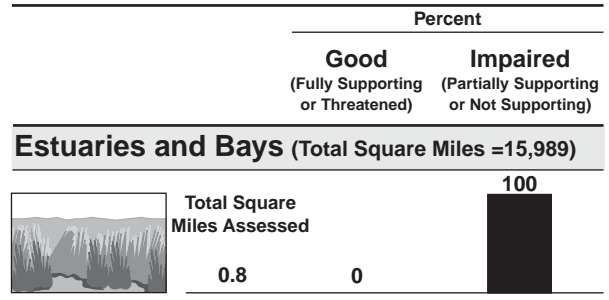 Percent
Good Impaired
(Fully Supporting (Partially Supporting
or Threatened) or Not Supporting)
Estuaries and Bays (Total Square Miles =15,989)
100
Total Square
Miles Assessed
0.8 0